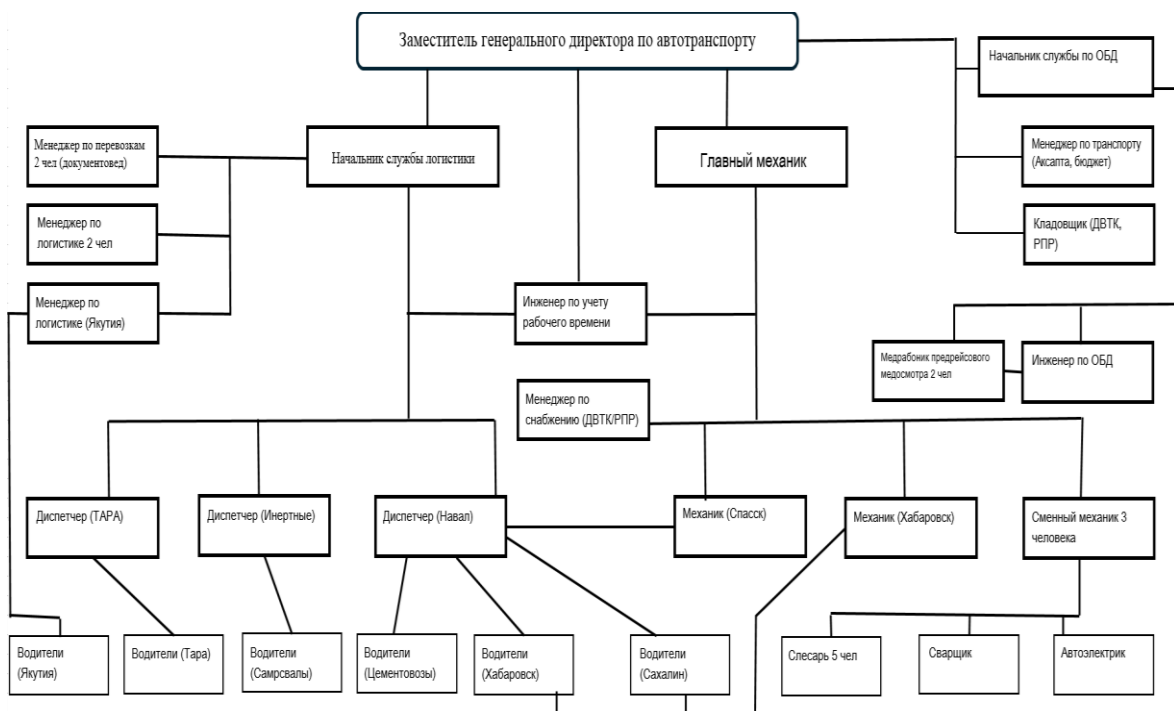 Заместитель генерального директора по автотранспорту
Начальник службы по ОБД
Менеджер по перевозкам
2 чел (документовед)
Начальник службы логистики
Главный механик
Менеджер по транспорту
(Аксапта, бюджет)
Менеджер по
логистике 2 чел
Кладовщик (ДВТК,
РПР)
Менеджер по
логистике (Якутия)
Инженер по учету
рабочего времени
Медрабоник предрейсового
медосмотра 2 чел
Инженер по ОБД
Менеджер по
снабжению (ДВТК/РПР)
Диспетчер (ТАРА)
Диспетчер (Инертные)
Диспетчер (Навал)
Механик (Спасск)
Механик (Хабаровск)
Сменный механик 3
человека
Водители
(Якутия)
Водители (Тара)
Водители
(Самрсвалы)
Водители
(Цементовозы)
Водители
(Хабаровск)
Водители
(Сахалин)
Слесарь 5 чел
Сварщик
Автоэлектрик